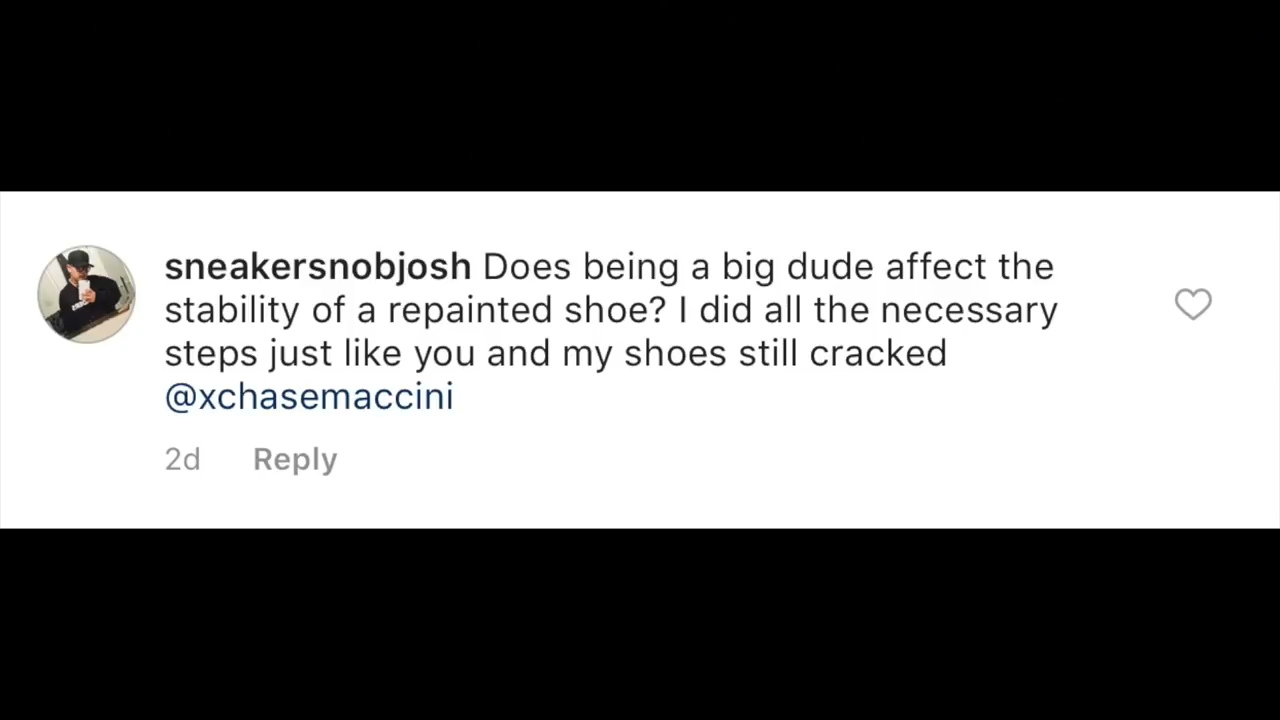 sneakersnobjosh Does being a big dude affect the
stability of a repainted shoe? I did all the necessary
steps just like you and my shoes still cracked
@xchasemaccini
2d Reply